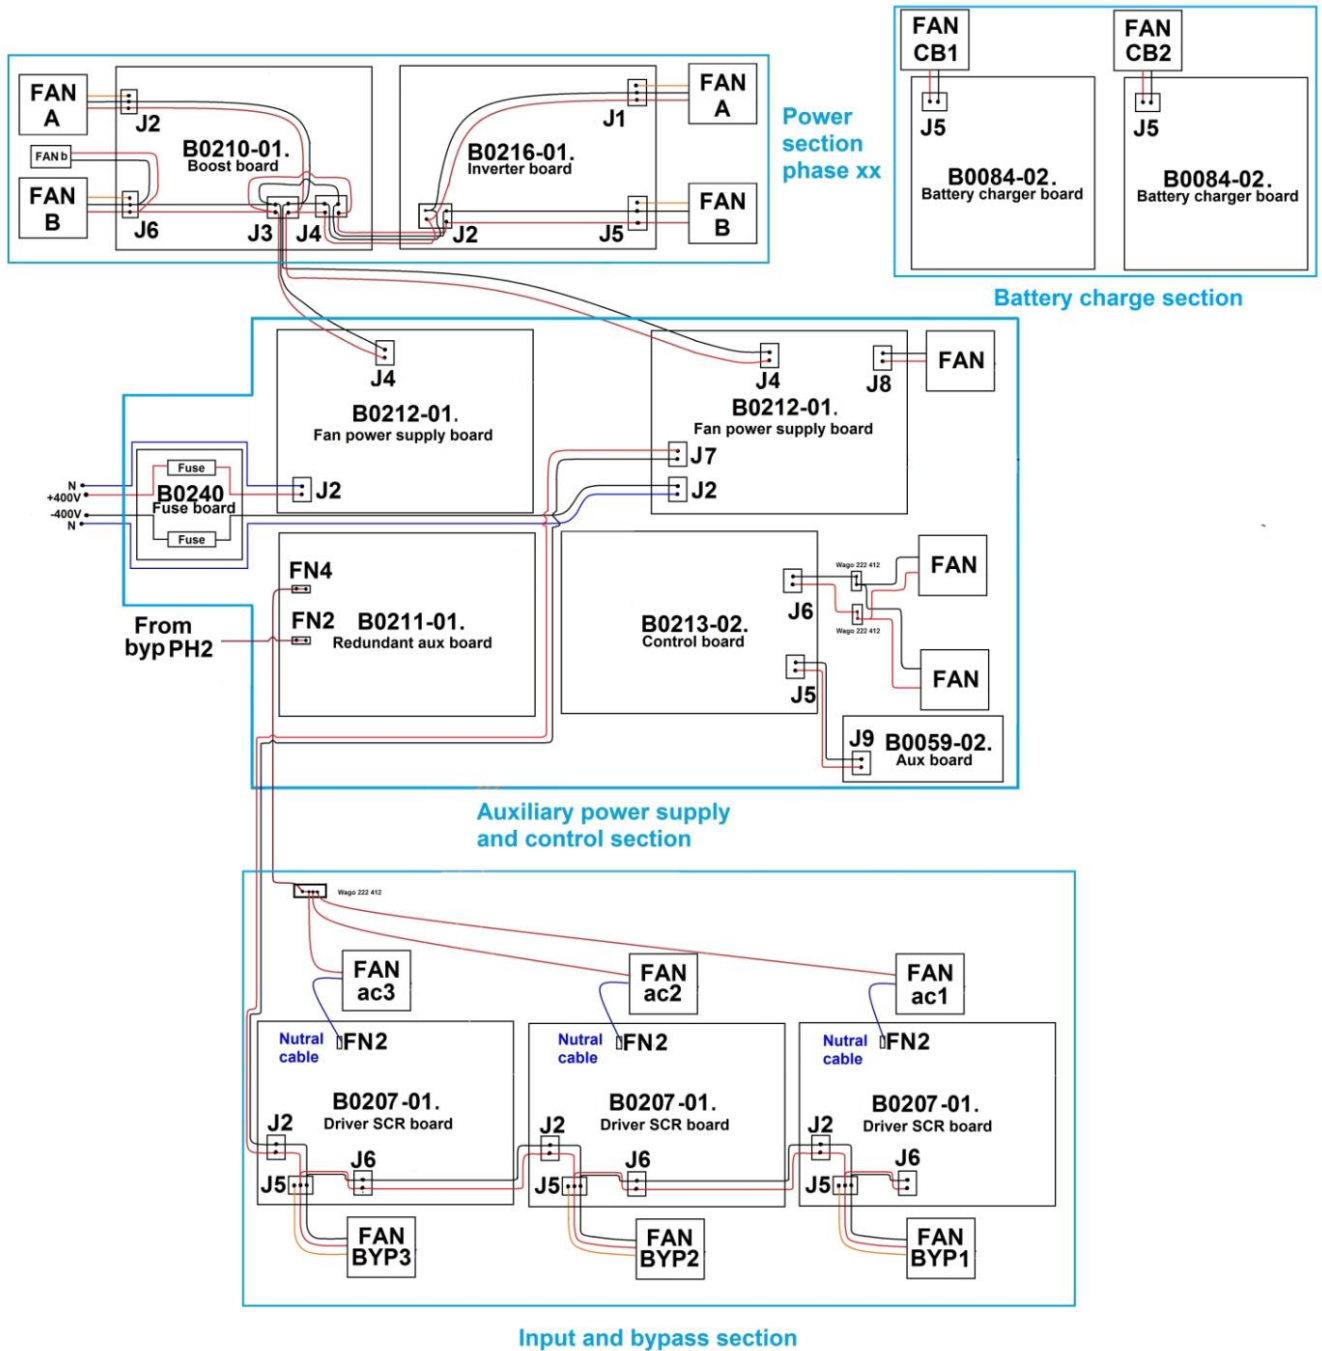 FAN
CB1
FAN
CB2
J5
J5
B0084-02.
Battery charger board
B0084-02.
Battery charger board
Battery charge section
FAN
A
J2
FAN b
FAN
B
J6
B0210-01.
Boost board
J3
J4
B0216-01.
Inverter board
J1
J2
J5
FAN
A
FAN
B
Power
section
phase xx
J4
B0212-01.
Fan power supply board
J2
J4
J8
FAN
B0212-01.
Fan power supply board
J7
J2
N
+400V
-400V
N
Fuse
B0240
Fuse board
Fuse
FN4
FN2
B0211-01.
Redundant aux board
From
byp PH2
B0213-02.
Control board
J6
J5
Wago 222 412
Wago 222 412
FAN
FAN
J9
B0059-02.
Aux board
Auxiliary power supply
and control section
Wago 222 412
FAN
ac3
FAN
ac2
FAN
ac1
Nutral
cable
FN2
Nutral
cable
FN2
Nutral
cable
FN2
B0207-01.
Driver SCR board
B0207-01.
Driver SCR board
B0207-01.
Driver SCR board
J2
J6
J5
J2
J6
J5
J2
J6
J5
FAN
BYP3
FAN
BYP2
FAN
BYP1
Input and bypass section